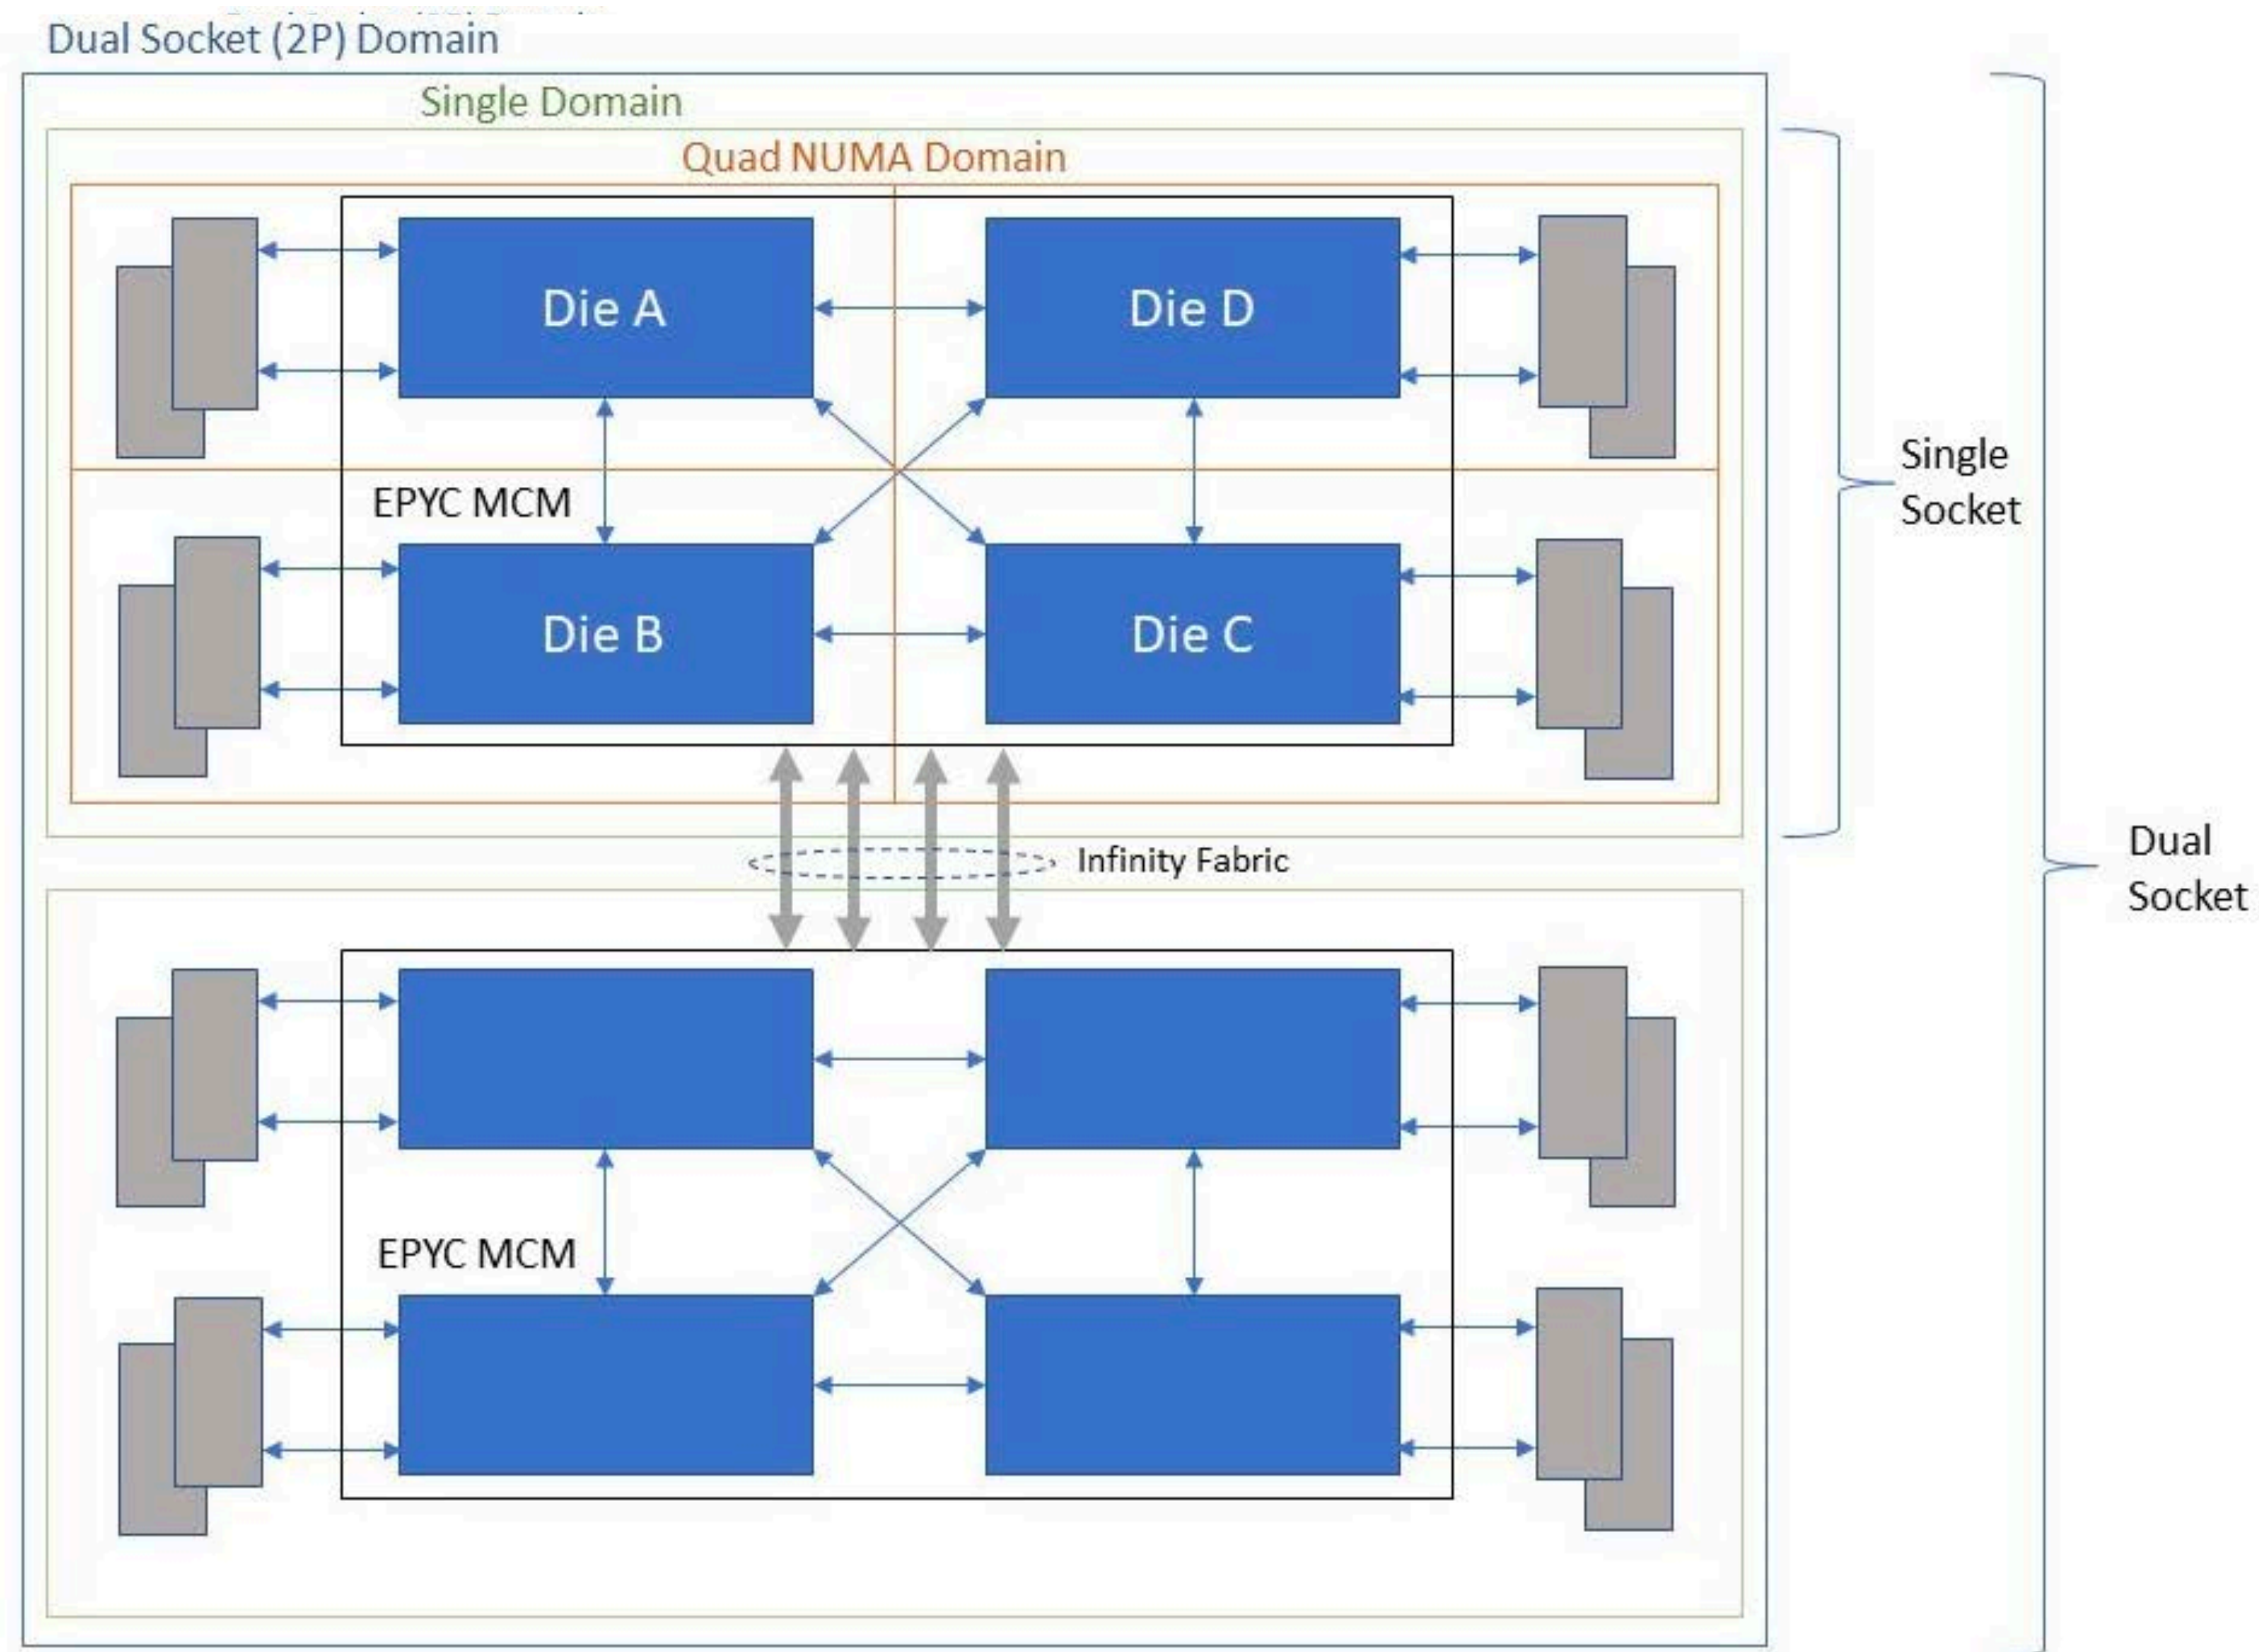 Dual Socket (2P) Domain
Single Domain
Quad NUMA Domain
Die A
Die D
Single
Socket
EPYC MCM
Die B
Die C
Infinity Fabric
Dual
Socket
EPYC MCM